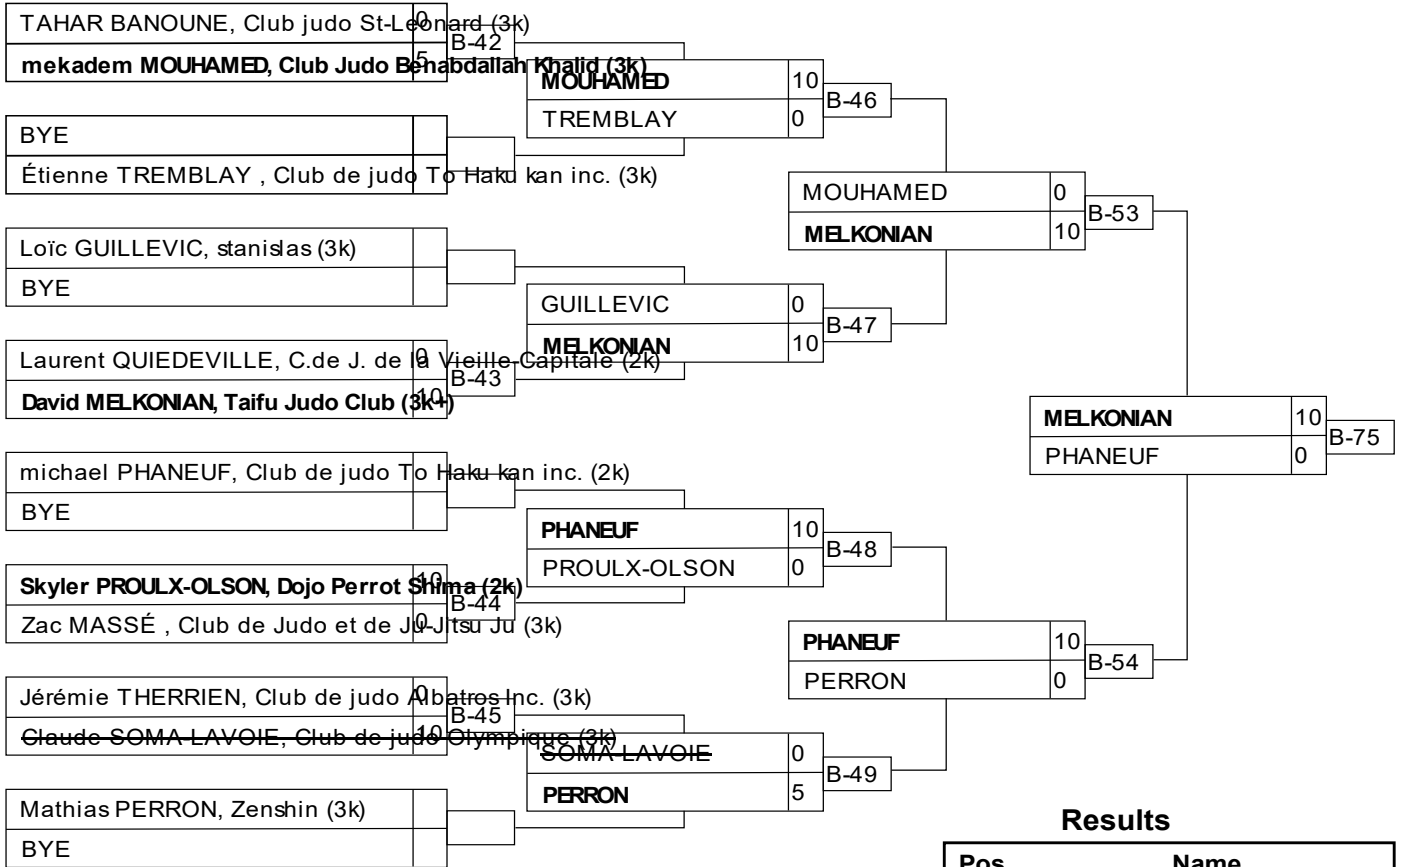 TAHAR BANOUNE, Club judo St-Léonard (3k) 0
B-42
mekadem MOUHAMED, Club Judo Benabdallah Khalid (3k) 5
MOUHAMED 10
B-46
TREMBLAY 0
BYE
Étienne TREMBLAY , Club de judo To Haku kan inc. (3k)
MOUHAMED 0
B-53
MELKONIAN 10
Loïc GUILLEVIC, stanislas (3k)
BYE
GUILLEVIC 0
B-47
MELKONIAN 10
Laurent QUIEDEVILLE, C.de J. de la Vieille-Capitale (2k) 0
B-43
David MELKONIAN, Taifu Judo Club (3k+) 10
MELKONIAN 10
B-75
PHANEUF 0
michael PHANEUF, Club de judo To Haku kan inc. (2k)
BYE
PHANEUF 10
B-48
PROULX-OLSON 0
Skyler PROULX-OLSON, Dojo Perrot Shima (2k) 10
B-44
Zac MASSÉ , Club de Judo et de Ju-Jitsu Ju (3k) 0
PHANEUF 10
B-54
PERRON 0
Jérémie THERRIEN, Club de judo Albatros Inc. (3k) 0
B-45
Claude SOMA-LAVOIE, Club de judo Olympique (3k) 10
SOMA-LAVOIE 0
B-49
PERRON 5
Mathias PERRON, Zenshin (3k)
BYE
Results
Pos Name